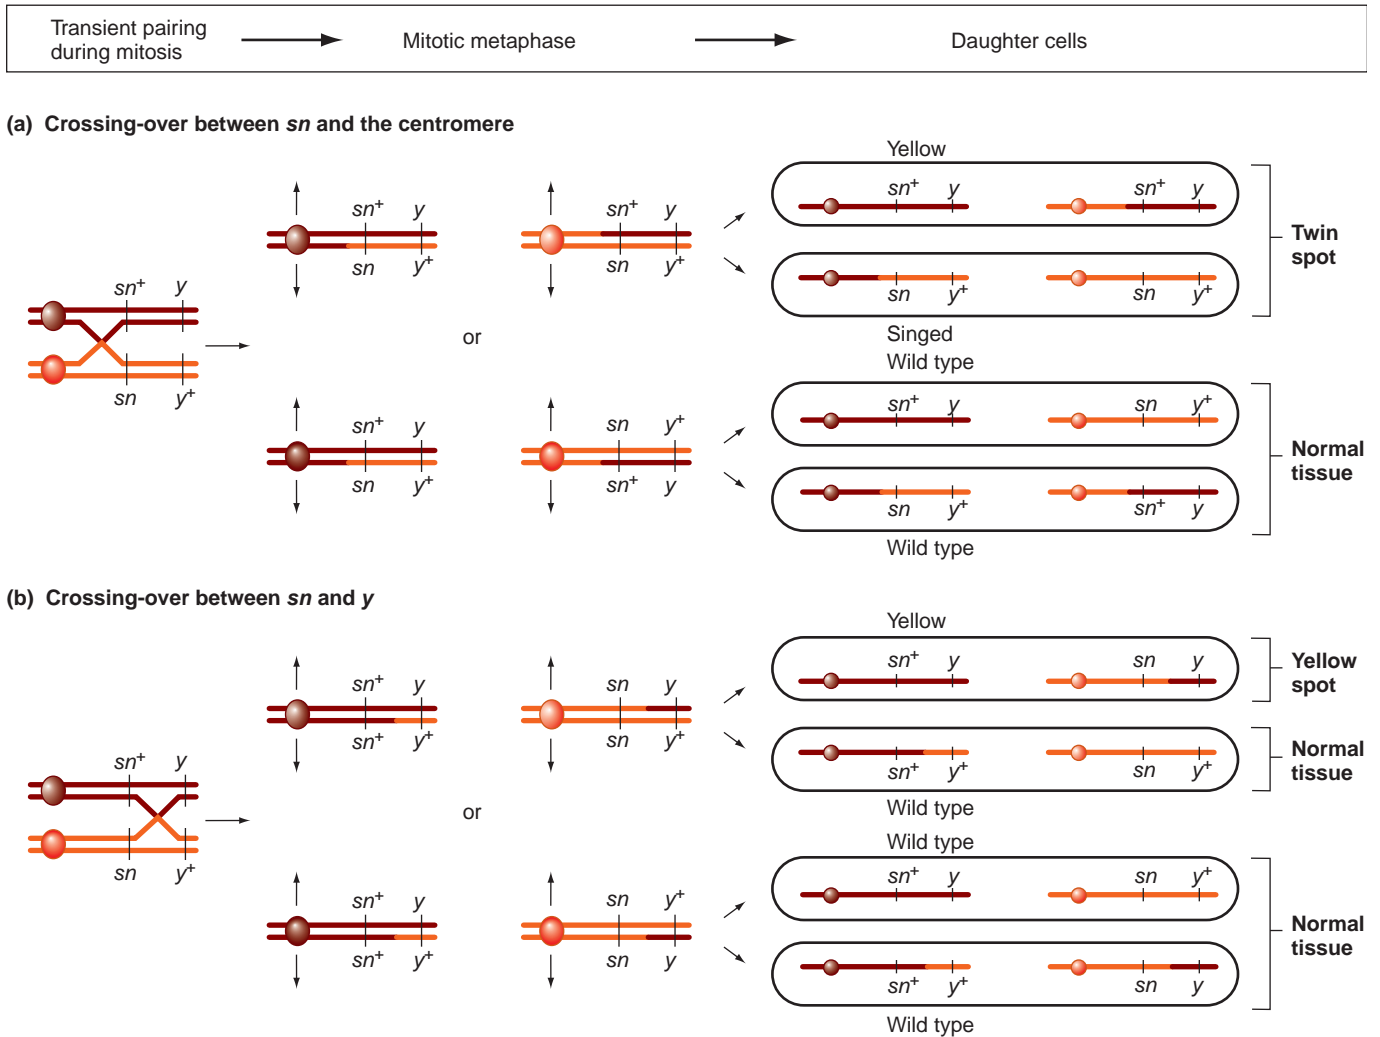 Transient pairing
during mitosis
Mitotic metaphase
Daughter cells
(a) Crossing-over between sn and the centromere
Yellow
sn⁺ y
sn⁺ y
sn⁺ y
sn⁺ y
sn y⁺
sn y⁺
Twin
spot
sn⁺ y
sn y⁺
sn y⁺
sn y⁺
or
Singed
Wild type
sn⁺ y
sn y⁺
sn⁺ y
sn y⁺
sn y⁺
sn⁺ y
Normal
tissue
sn y⁺
sn⁺ y
Wild type
(b) Crossing-over between sn and y
Yellow
sn⁺ y
sn y
sn⁺ y
sn y
sn⁺ y⁺
sn y⁺
Yellow
spot
sn⁺ y
sn y⁺
sn⁺ y⁺
sn y⁺
Normal
tissue
or
Wild type
Wild type
sn⁺ y
sn y⁺
sn⁺ y
sn y⁺
sn⁺ y⁺
sn y
Normal
tissue
sn⁺ y⁺
sn y
Wild type